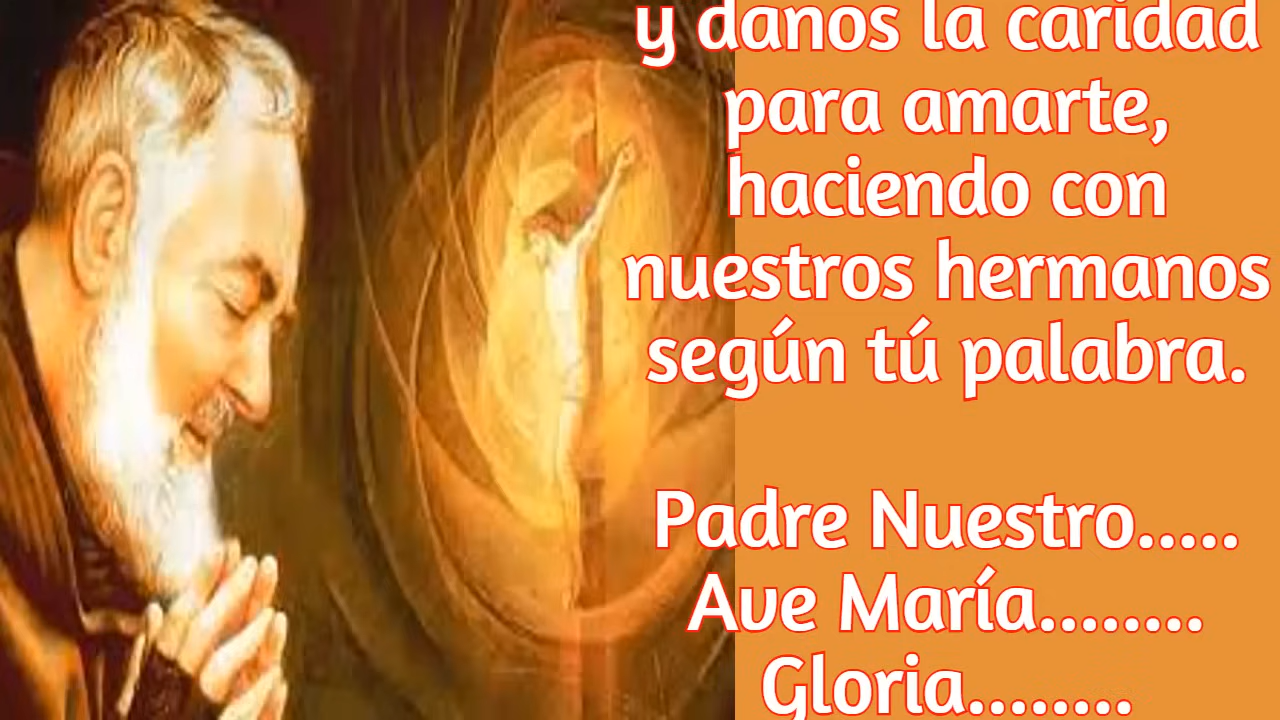 y danos la caridad
para amarte,
haciendo con
nuestros hermanos
según tú palabra.
Padre Nuestro.....
Ave María........
Gloria........